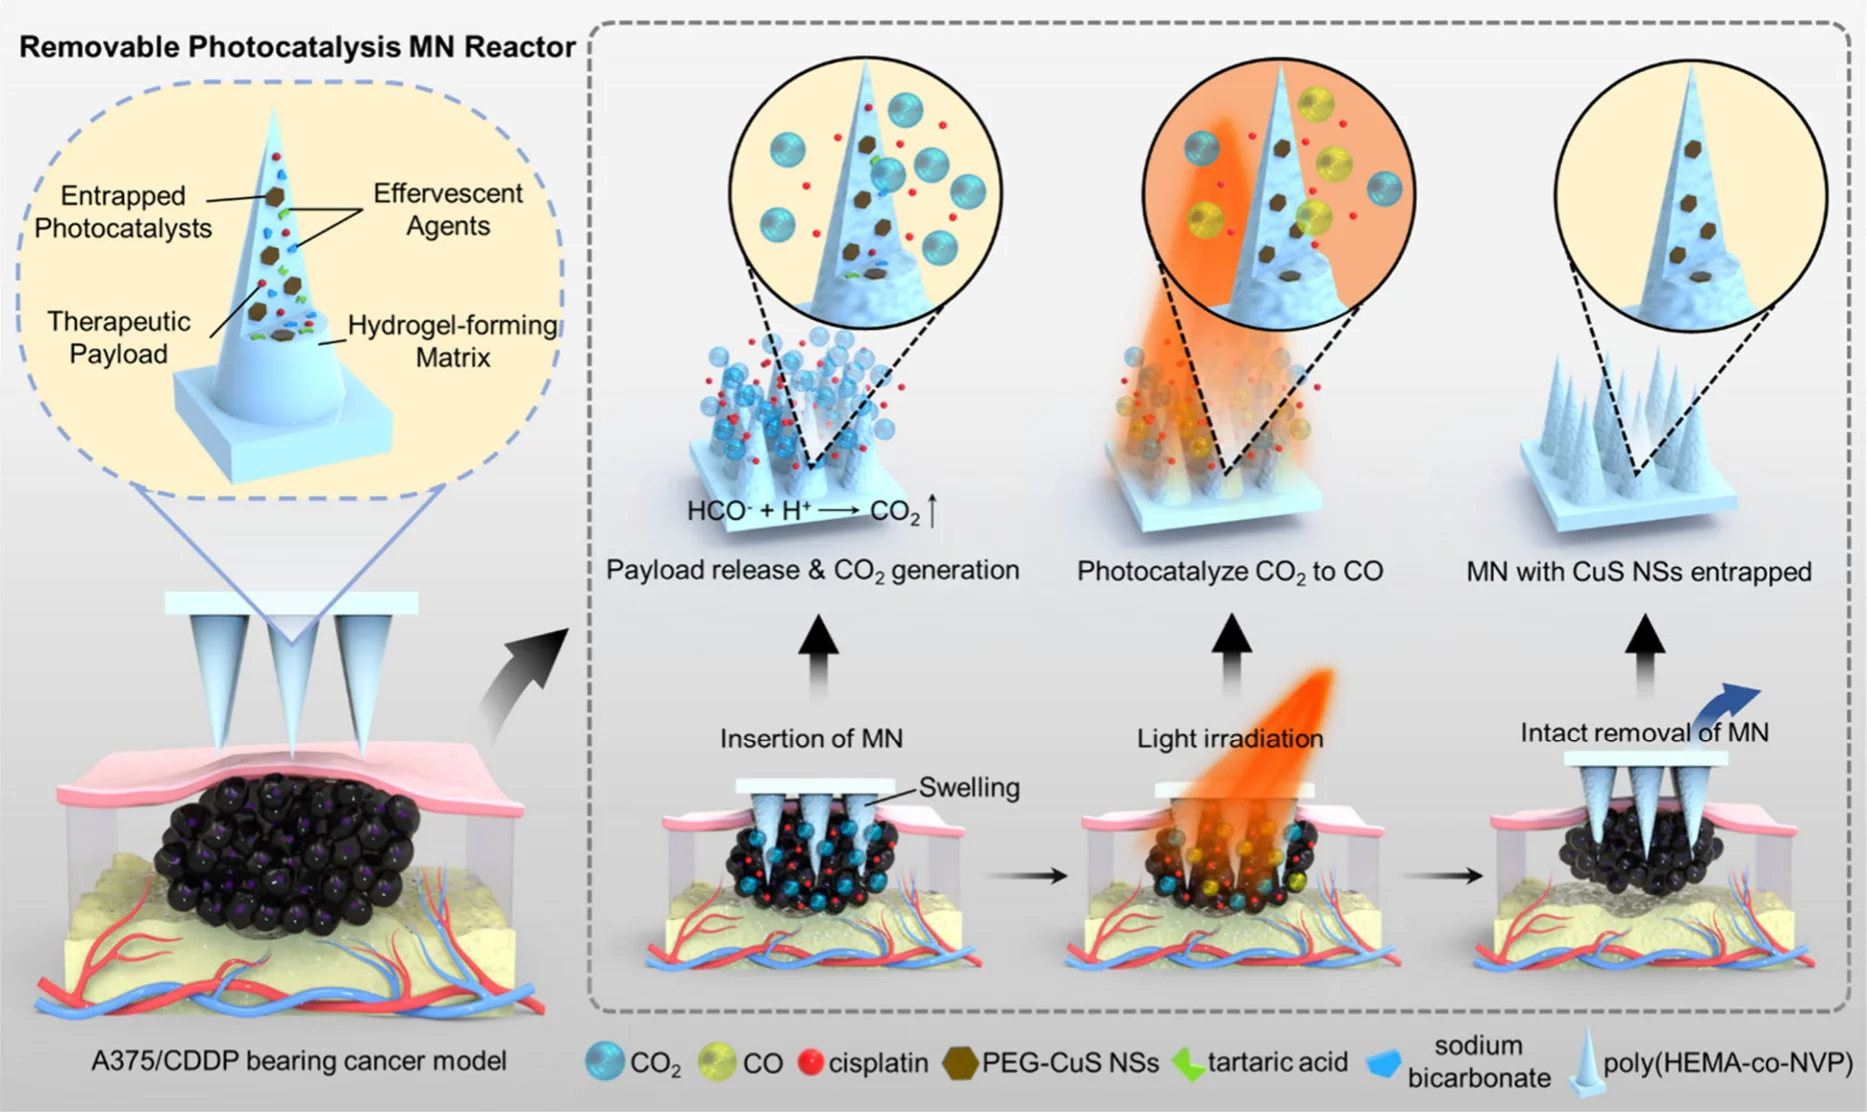 Removable Photocatalysis MN Reactor
Entrapped
Photocatalysts
Effervescent
Agents
Therapeutic
Payload
Hydrogel-forming
Matrix
A375/CDDP bearing cancer model
HCO⁻ + H⁺ ⟶ CO₂ ↑
Payload release & CO₂ generation
Photocatalyze CO₂ to CO
MN with CuS NSs entrapped
Insertion of MN
Swelling
Light irradiation
Intact removal of MN
CO₂
CO
cisplatin
PEG-CuS NSs
tartaric acid
sodium
bicarbonate
poly(HEMA-co-NVP)